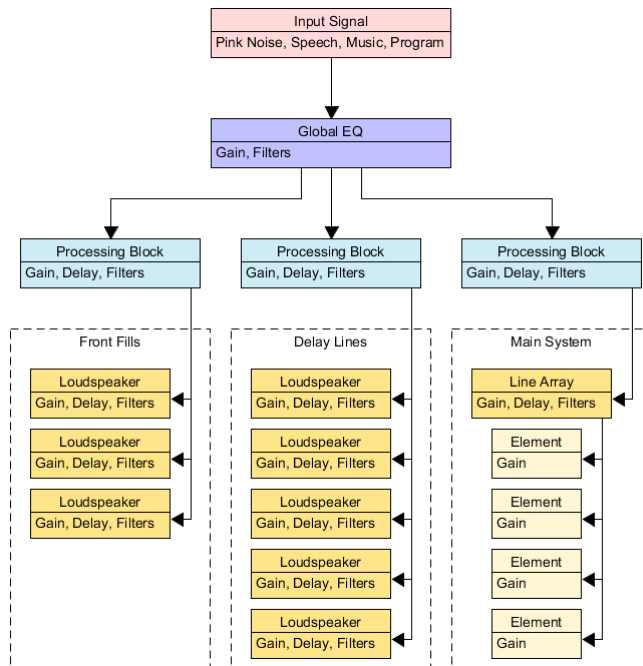 Input Signal
Pink Noise, Speech, Music, Program
Global EQ
Gain, Filters
Processing Block
Gain, Delay, Filters
Processing Block
Gain, Delay, Filters
Processing Block
Gain, Delay, Filters
Front Fills
Loudspeaker
Gain, Delay, Filters
Loudspeaker
Gain, Delay, Filters
Loudspeaker
Gain, Delay, Filters
Delay Lines
Loudspeaker
Gain, Delay, Filters
Loudspeaker
Gain, Delay, Filters
Loudspeaker
Gain, Delay, Filters
Loudspeaker
Gain, Delay, Filters
Loudspeaker
Gain, Delay, Filters
Main System
Line Array
Gain, Delay, Filters
Element
Gain
Element
Gain
Element
Gain
Element
Gain